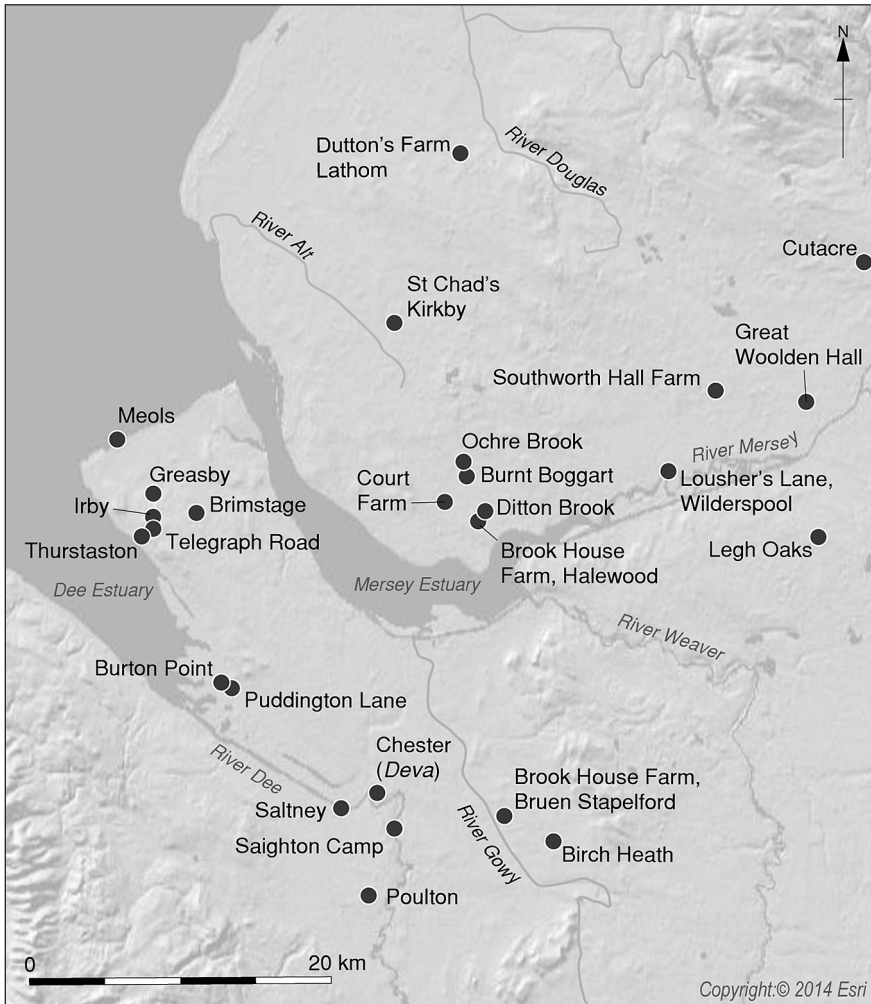 N
Dutton's Farm
Lathom
River Douglas
River Alt
Cutacre
St Chad's
Kirkby
Great
Woolden Hall
Southworth Hall Farm
Meols
River Mersey
Ochre Brook
Greasby
Court
Farm
Burnt Boggart
Lousher's Lane,
Wilderspool
Irby
Brimstage
Ditton Brook
Thurstaston
Telegraph Road
Brook House
Farm, Halewood
Legh Oaks
Dee Estuary
Mersey Estuary
River Weaver
Burton Point
Puddington Lane
River Dee
Chester
(Deva)
Brook House Farm,
Bruen Stapelford
Saltney
River Gowy
Saighton Camp
Birch Heath
Poulton
0
20 km
Copyright:© 2014 Esri